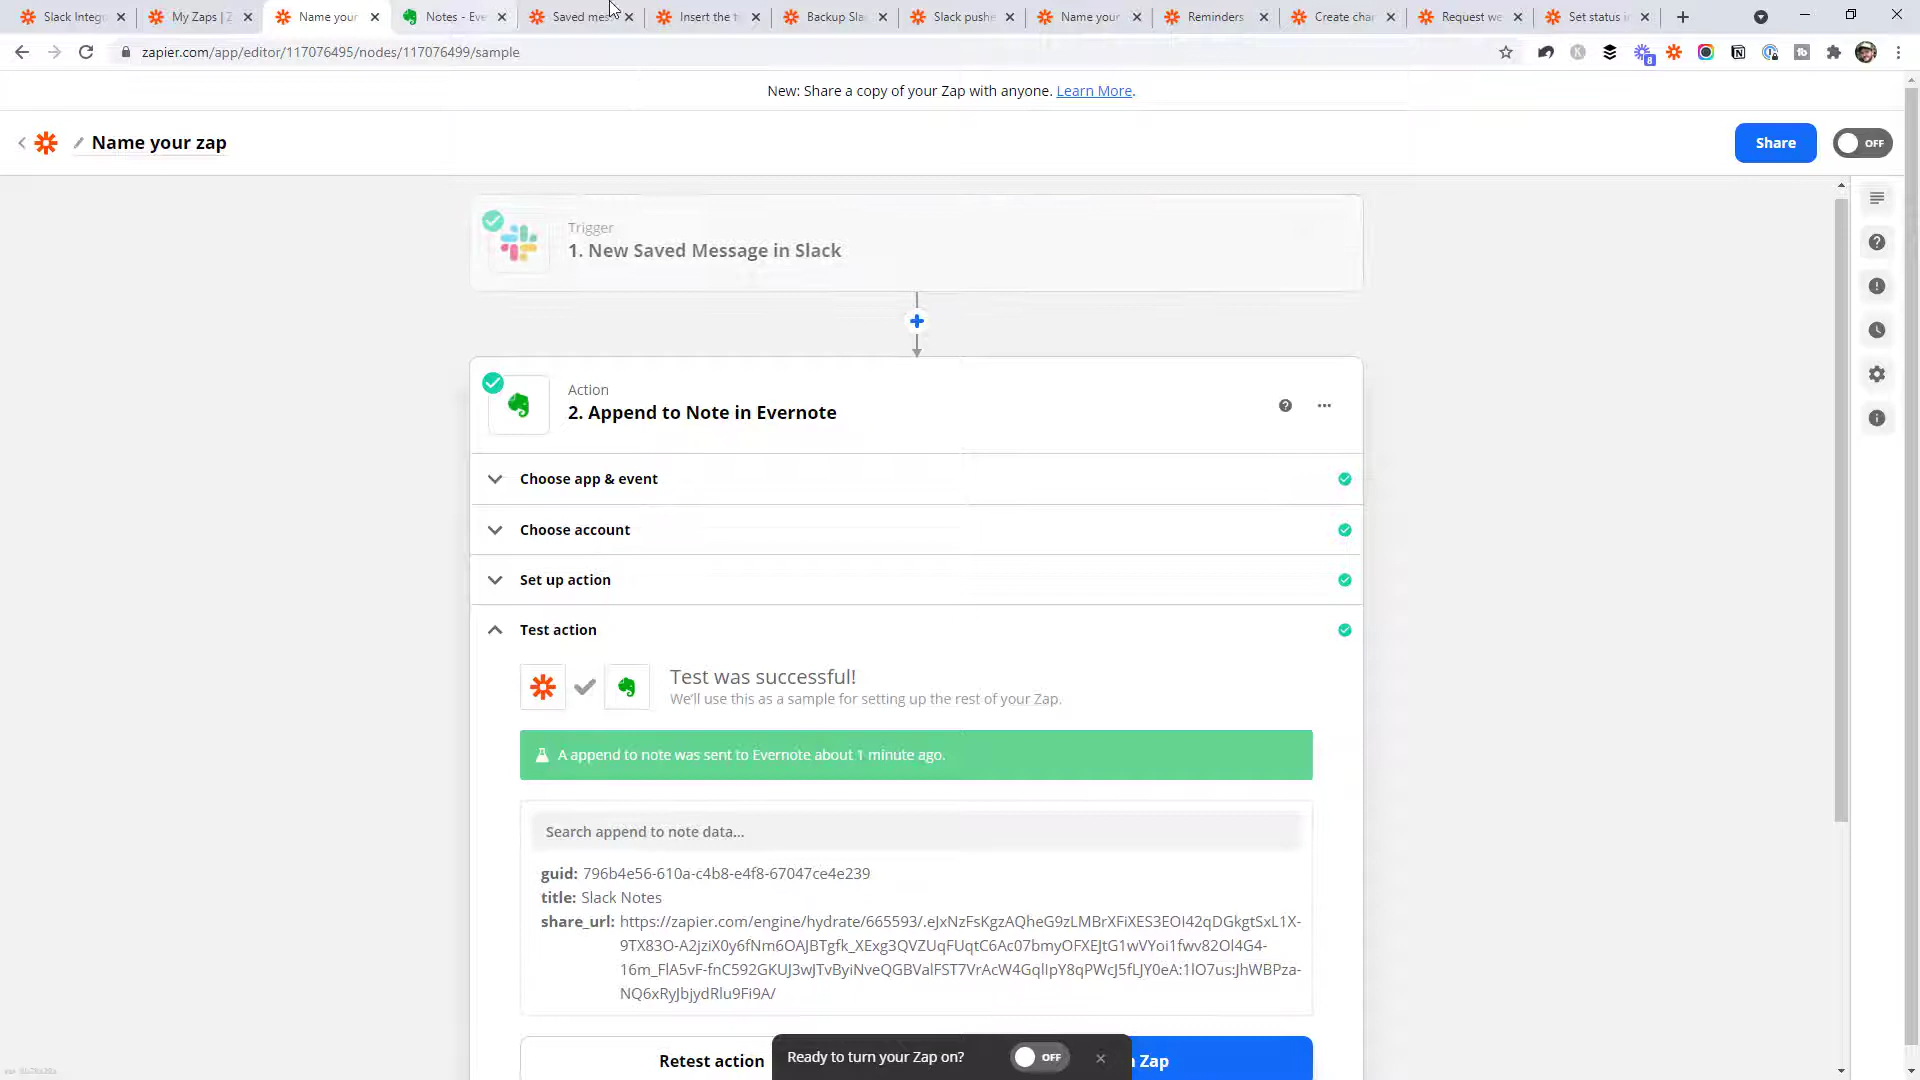 Slack Integ
My Zaps | Z
Name your
Notes - Eve
Saved mes
Insert the t
Backup Sla
Slack pushe
Name your
Reminders
Create chan
Request we
Set status i
zapier.com/app/editor/117076495/nodes/117076499/sample
8
New: Share a copy of your Zap with anyone. Learn More.
Name your zap
Share
OFF
Trigger
1. New Saved Message in Slack
Action
2. Append to Note in Evernote
Choose app & event
Choose account
Set up action
Test action
Test was successful!
We'll use this as a sample for setting up the rest of your Zap.
A append to note was sent to Evernote about 1 minute ago.
Search append to note data...
guid: 796b4e56-610a-c4b8-e4f8-67047ce4e239
title: Slack Notes
share_url: https://zapier.com/engine/hydrate/665593/.eJxNzFsKgzAQheG9zLMBrXFiXES3EOI42qDGkgtSxL1X-
9TX83O-A2jziX0y6fNm6OAJBTgfk_XExg3QVZUqFUqtC6Ac07bmyOFXEJtG1wVYoi1fwv82OI4G4-
16m_FlA5vF-fnC592GKUJ3wJTvByiNveQGBValFST7VrAcW4GqlIpY8qPWcJ5fLJY0eA:1lO7us:JhWBPza-
NQ6xRyJbjydRlu9Fi9A/
Retest action
Ready to turn your Zap on?
OFF
Zap